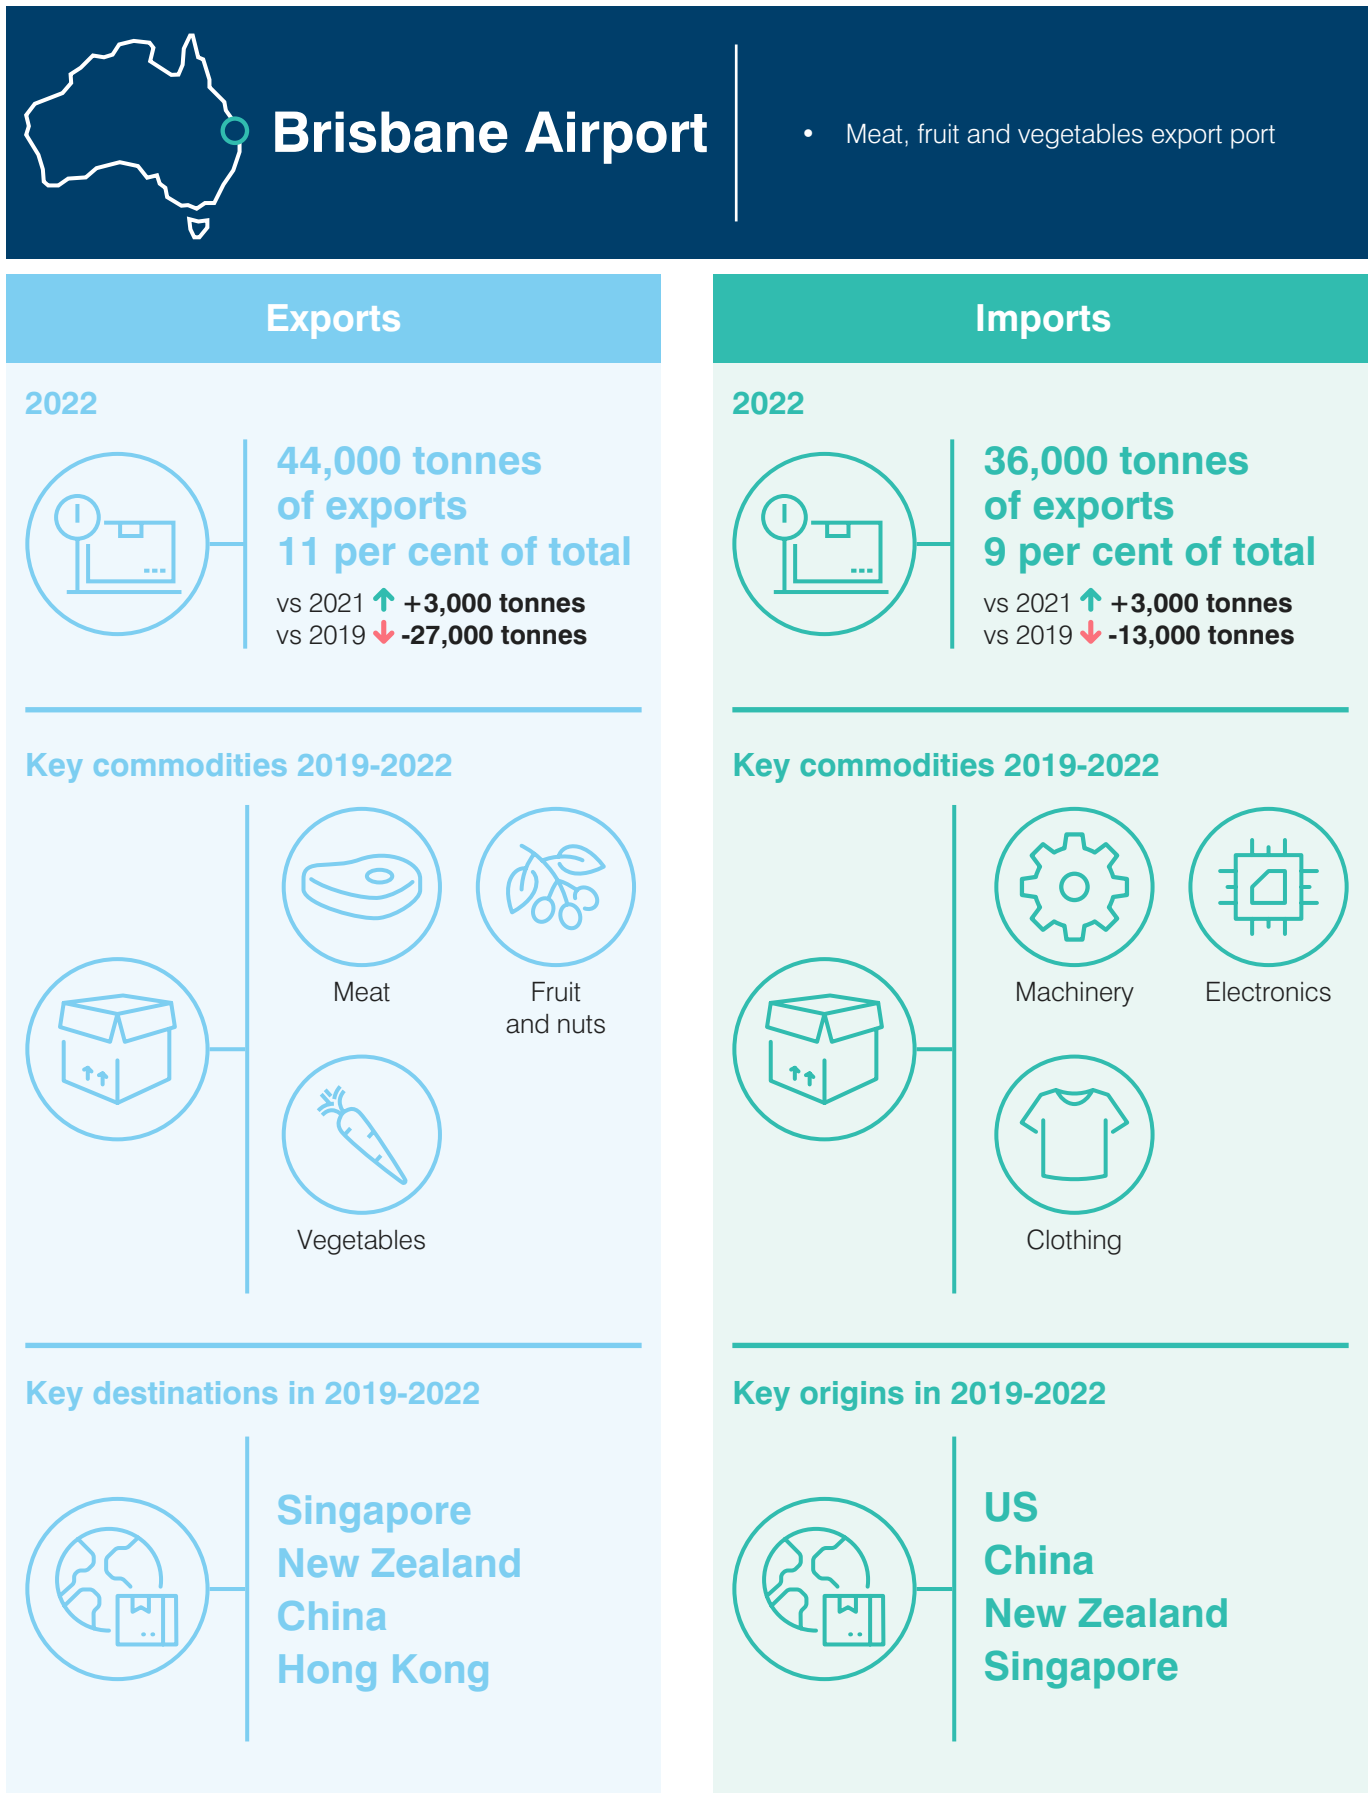 Brisbane Airport
• Meat, fruit and vegetables export port
Exports
2022
44,000 tonnes
of exports
11 per cent of total
vs 2021 ↑ +3,000 tonnes
vs 2019 ↓ -27,000 tonnes
Key commodities 2019-2022
Meat
Fruit
and nuts
Vegetables
Key destinations in 2019-2022
Singapore
New Zealand
China
Hong Kong
Imports
2022
36,000 tonnes
of exports
9 per cent of total
vs 2021 ↑ +3,000 tonnes
vs 2019 ↓ -13,000 tonnes
Key commodities 2019-2022
Machinery
Electronics
Clothing
Key origins in 2019-2022
US
China
New Zealand
Singapore